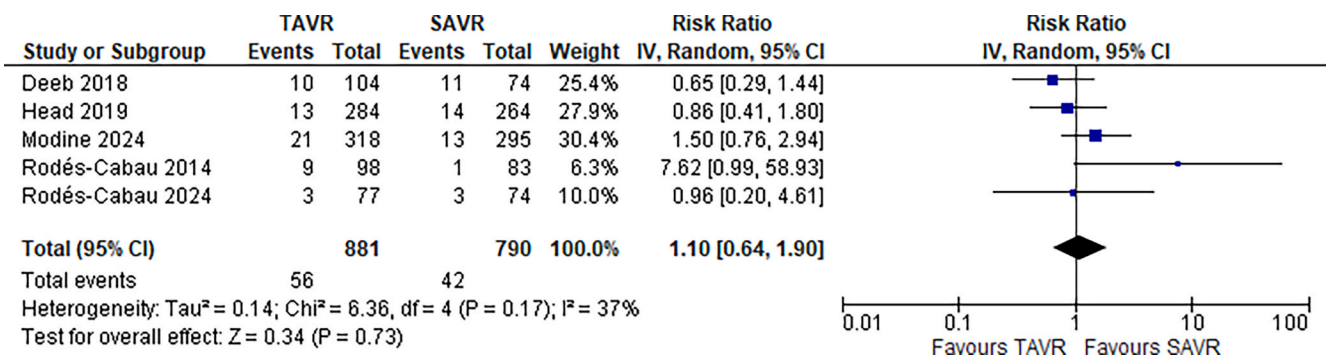 TAVR SAVR Risk Ratio Risk Ratio
Study or Subgroup Events Total Events Total Weight IV, Random, 95% CI IV, Random, 95% CI
Deeb 2018 10 104 11 74 25.4% 0.65 [0.29, 1.44]
Head 2019 13 284 14 264 27.9% 0.86 [0.41, 1.80]
Modine 2024 21 318 13 295 30.4% 1.50 [0.76, 2.94]
Rodés-Cabau 2014 9 98 1 83 6.3% 7.62 [0.99, 58.93]
Rodés-Cabau 2024 3 77 3 74 10.0% 0.96 [0.20, 4.61]
Total (95% CI) 881 790 100.0% 1.10 [0.64, 1.90]
Total events 56 42
Heterogeneity: Tau² = 0.14; Chi² = 6.36, df = 4 (P = 0.17); I² = 37%
Test for overall effect: Z = 0.34 (P = 0.73)
0.01 0.1 1 10 100
Favours TAVR Favours SAVR